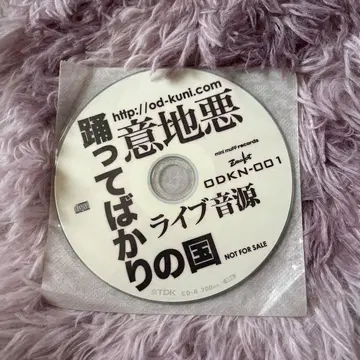 http://od-kuni.com
意地悪
踊ってばかりの国
mini muff records
ODKN-001
ライブ音源
NOT FOR SALE
TDK CD-R